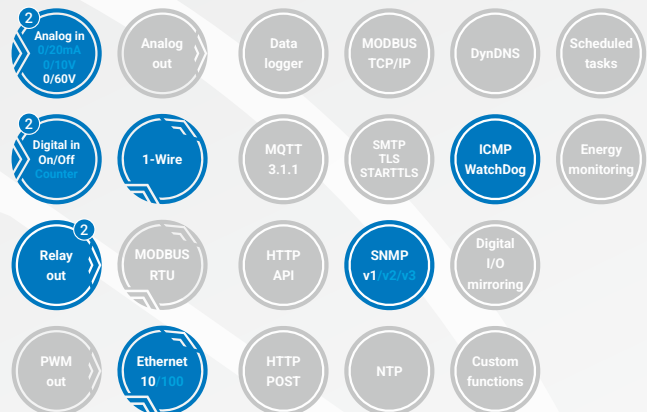 2
Analog in
0/20mA
0/10V
0/60V
Analog
out
Data
logger
MODBUS
TCP/IP
DynDNS
Scheduled
tasks
2
Digital in
On/Off
Counter
1-Wire
MQTT
3.1.1
SMTP
TLS
STARTTLS
ICMP
WatchDog
Energy
monitoring
2
Relay
out
MODBUS
RTU
HTTP
API
SNMP
v1/v2/v3
Digital
I/O
mirroring
PWM
out
Ethernet
10/100
HTTP
POST
NTP
Custom
functions